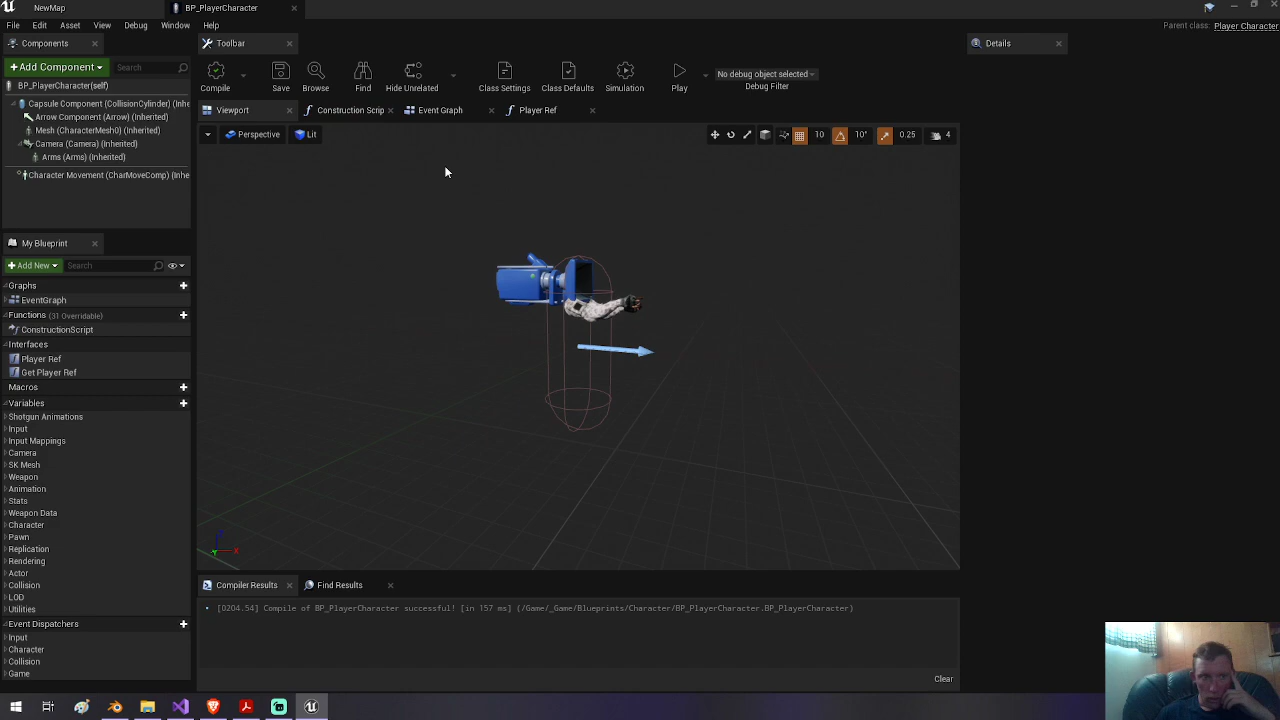 NewMap
BP_PlayerCharacter
File Edit Asset View Debug Window Help
Parent class: Player Character
Components
Toolbar
Details
Add Component
Search
Compile
Save
Browse
Find
Hide Unrelated
Class Settings
Class Defaults
Simulation
Play
No debug object selected
Debug Filter
BP_PlayerCharacter(self)
Capsule Component (CollisionCylinder) (Inhe
Arrow Component (Arrow) (Inherited)
Mesh (CharacterMesh0) (Inherited)
Camera (Camera) (Inherited)
Arms (Arms) (Inherited)
Character Movement (CharMoveComp) (Inhe
Viewport
Construction Scrip
Event Graph
Player Ref
Perspective
Lit
10
10°
0.25
4
My Blueprint
Add New
Search
Graphs
EventGraph
Functions (31 Overridable)
ConstructionScript
Interfaces
Player Ref
Get Player Ref
Macros
Variables
Shotgun Animations
Input
Input Mappings
Camera
SK Mesh
Weapon
Animation
Stats
Weapon Data
Character
Pawn
Replication
Rendering
Actor
Collision
LOD
Utilities
Event Dispatchers
Input
Character
Collision
Game
Z
X
Y
Compiler Results
Find Results
[0204.54] Compile of BP_PlayerCharacter successful! [in 157 ms] (/Game/_Game/Blueprints/Character/BP_PlayerCharacter.BP_PlayerCharacter)
Clear